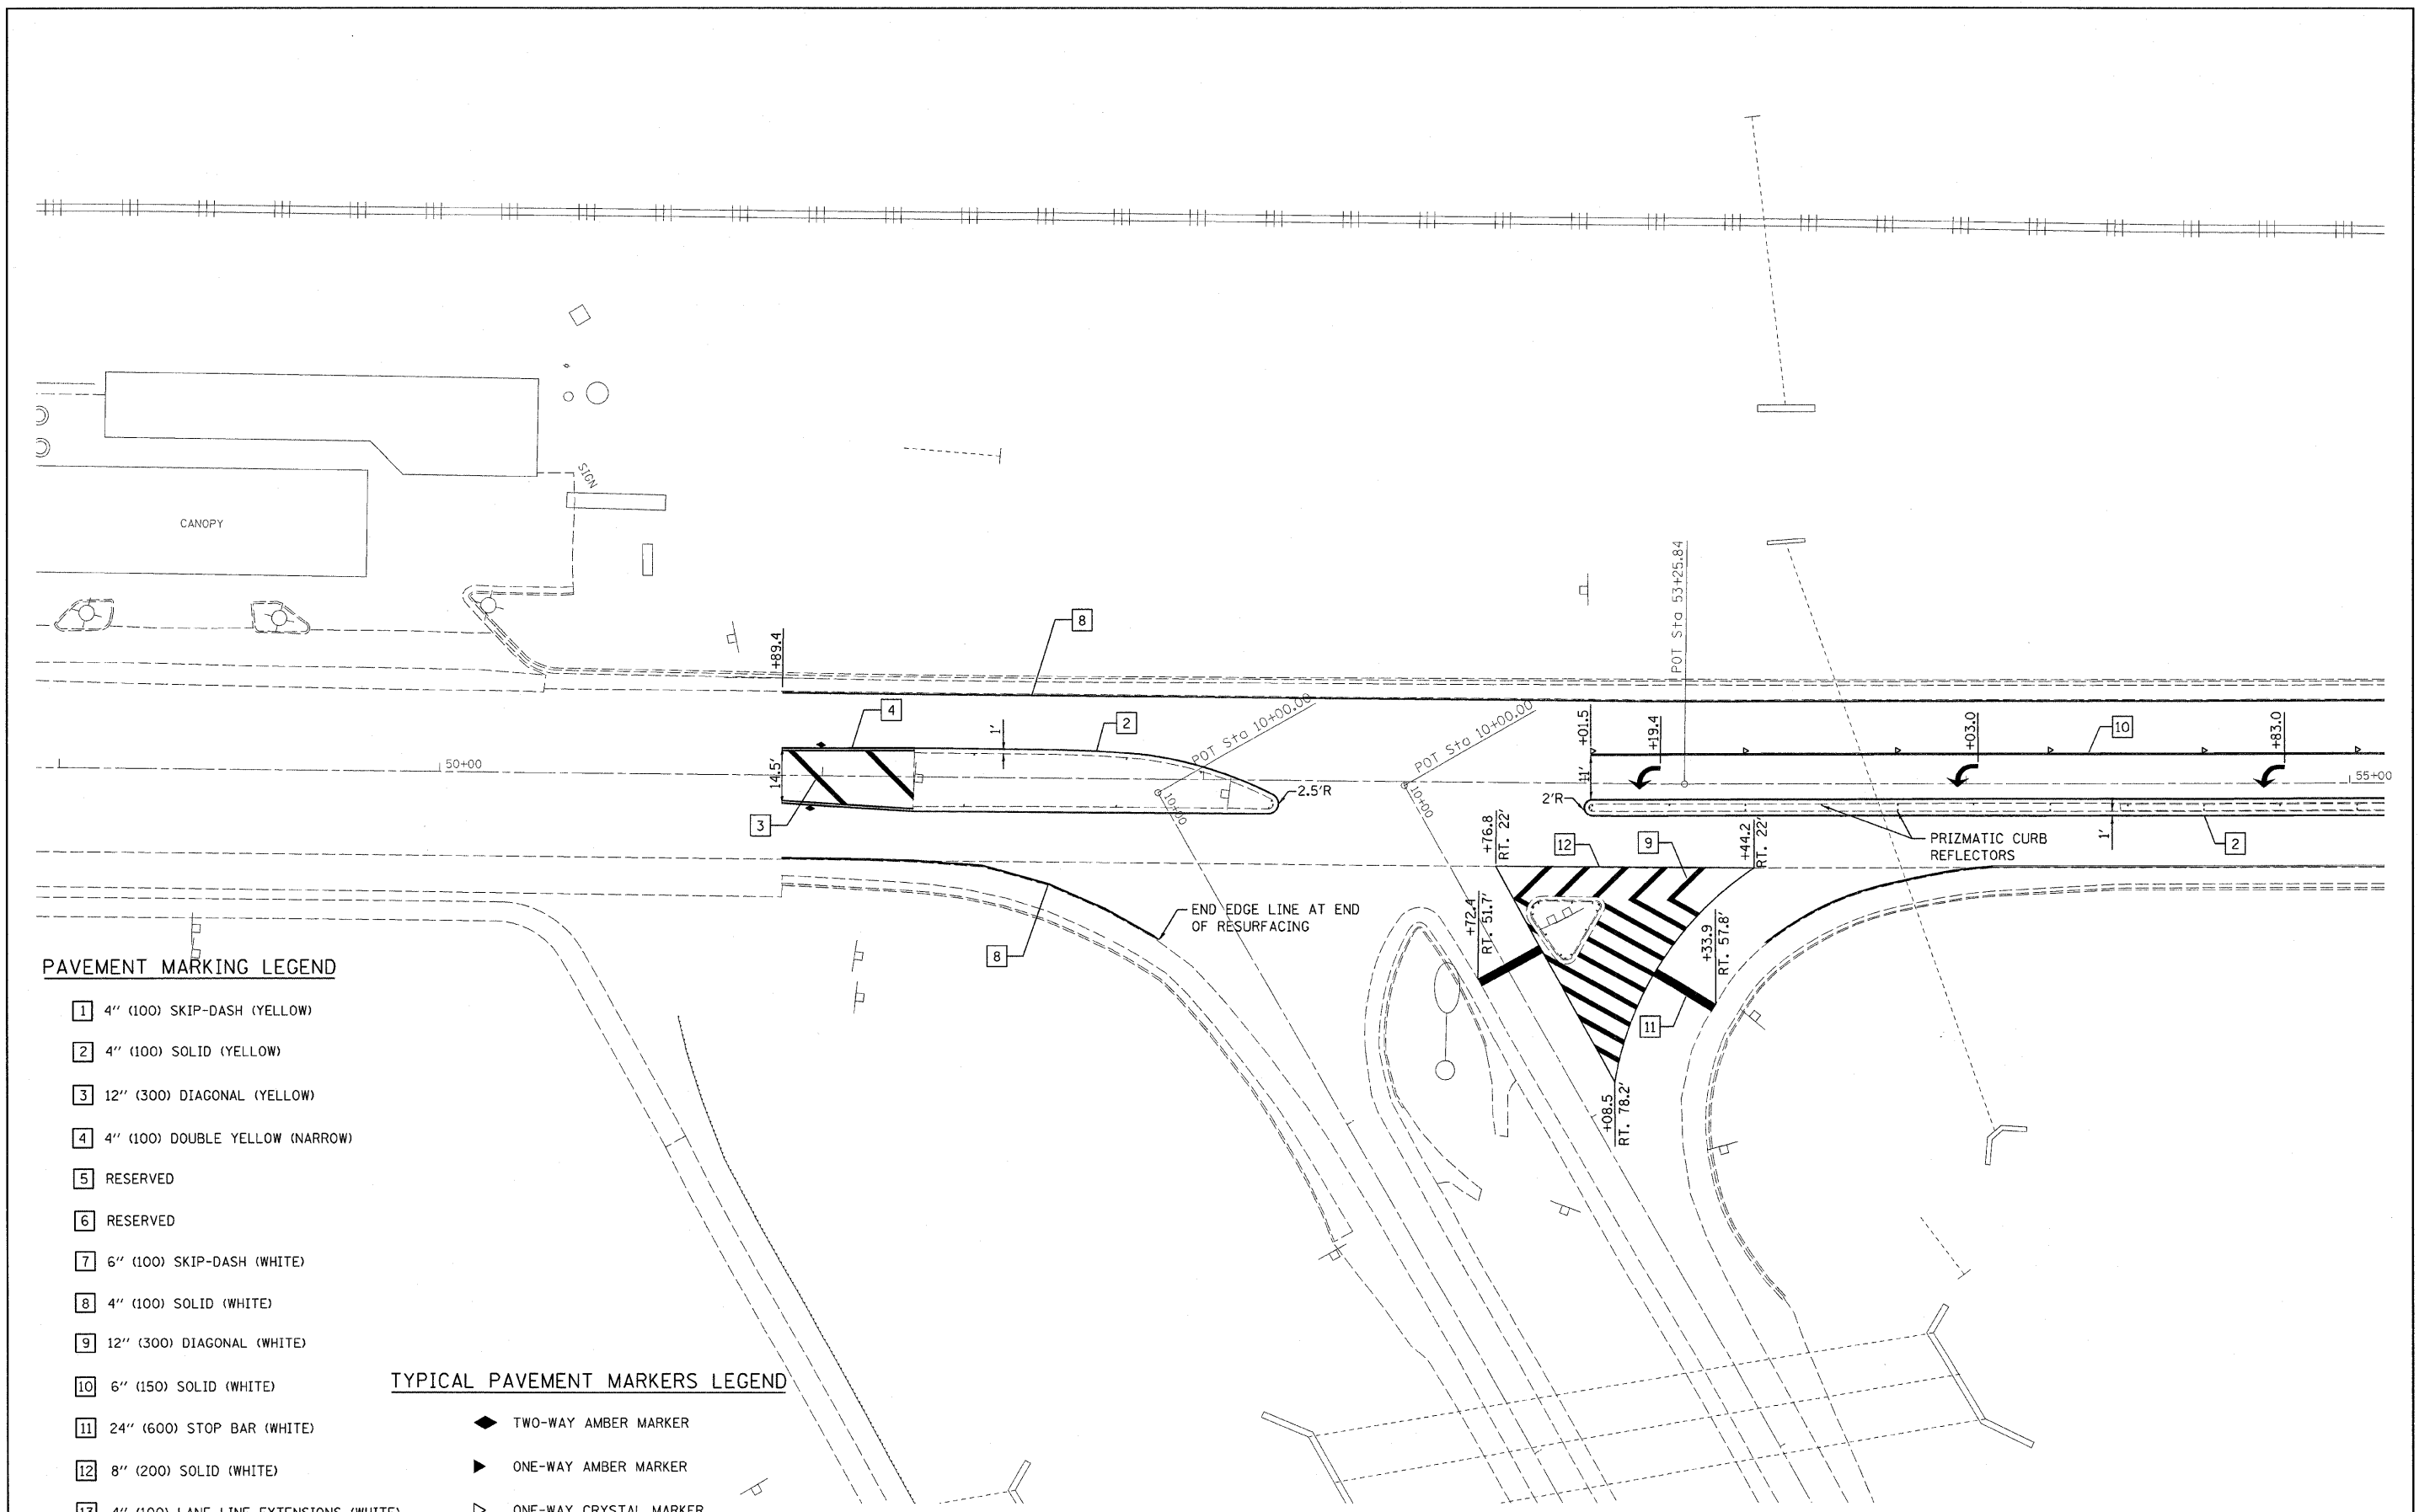 SIGN
CANOPY
POT Sta 53+25.84
8
+89.4
4
2
1'
POT Sta 10+00.00
POT Sta 10+00.00
+01.5
+19.4
+03.0
10
+83.0
50+00
14.5'
11'
55+00
10+00
10+00
2.5'R
2'R
3
+76.8
RT. 22'
12
9
+44.2
RT. 22'
PRIZMATIC CURB
REFLECTORS
1'
2
END EDGE LINE AT END
OF RESURFACING
+72.4
RT. 51.7'
+33.9
RT. 57.8'
8
11
+08.5
RT. 78.2'
PAVEMENT MARKING LEGEND
1 4" (100) SKIP-DASH (YELLOW)
2 4" (100) SOLID (YELLOW)
3 12" (300) DIAGONAL (YELLOW)
4 4" (100) DOUBLE YELLOW (NARROW)
5 RESERVED
6 RESERVED
7 6" (100) SKIP-DASH (WHITE)
8 4" (100) SOLID (WHITE)
9 12" (300) DIAGONAL (WHITE)
10 6" (150) SOLID (WHITE)
11 24" (600) STOP BAR (WHITE)
12 8" (200) SOLID (WHITE)
13 4" (100) LANE LINE EXTENSIONS (WHITE)
TYPICAL PAVEMENT MARKERS LEGEND
TWO-WAY AMBER MARKER
ONE-WAY AMBER MARKER
ONE-WAY CRYSTAL MARKER